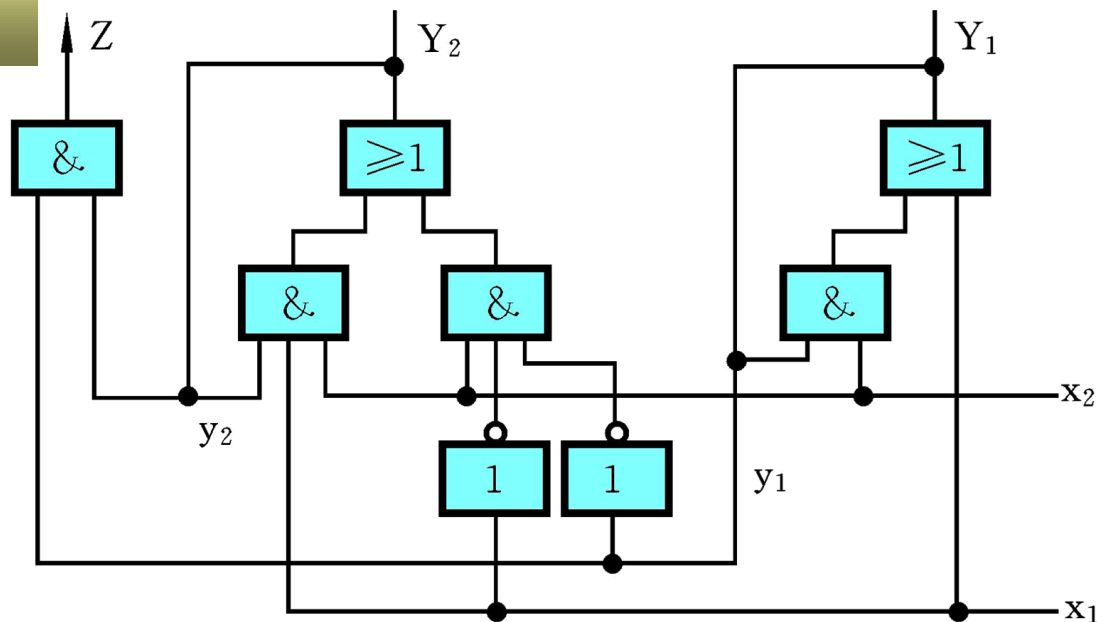 Z Y₂ Y₁
& ≥1 ≥1
& & &
x₂
y₂
1 1 y₁
x₁